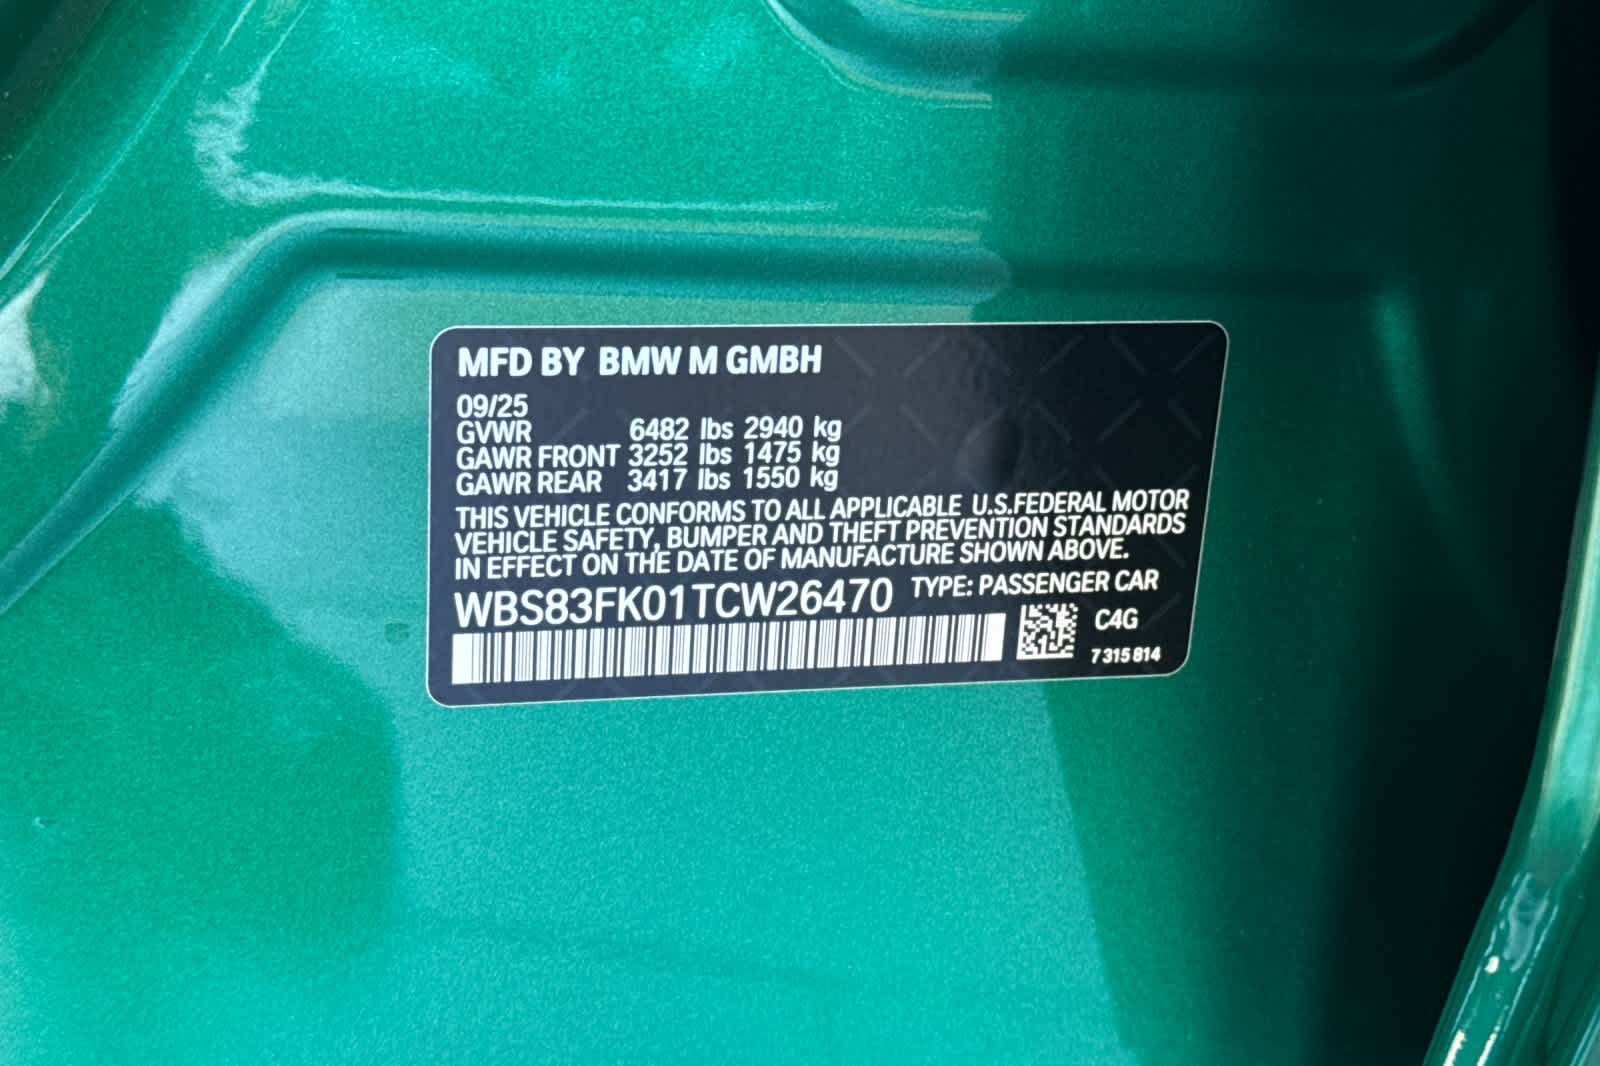 MFD BY BMW M GMBH
09/25
GVWR 6482 lbs 2940 kg
GAWR FRONT 3252 lbs 1475 kg
GAWR REAR 3417 lbs 1550 kg
THIS VEHICLE CONFORMS TO ALL APPLICABLE U.S.FEDERAL MOTOR
VEHICLE SAFETY, BUMPER AND THEFT PREVENTION STANDARDS
IN EFFECT ON THE DATE OF MANUFACTURE SHOWN ABOVE.
WBS83FK01TCW26470 TYPE: PASSENGER CAR
C4G
7 315 814